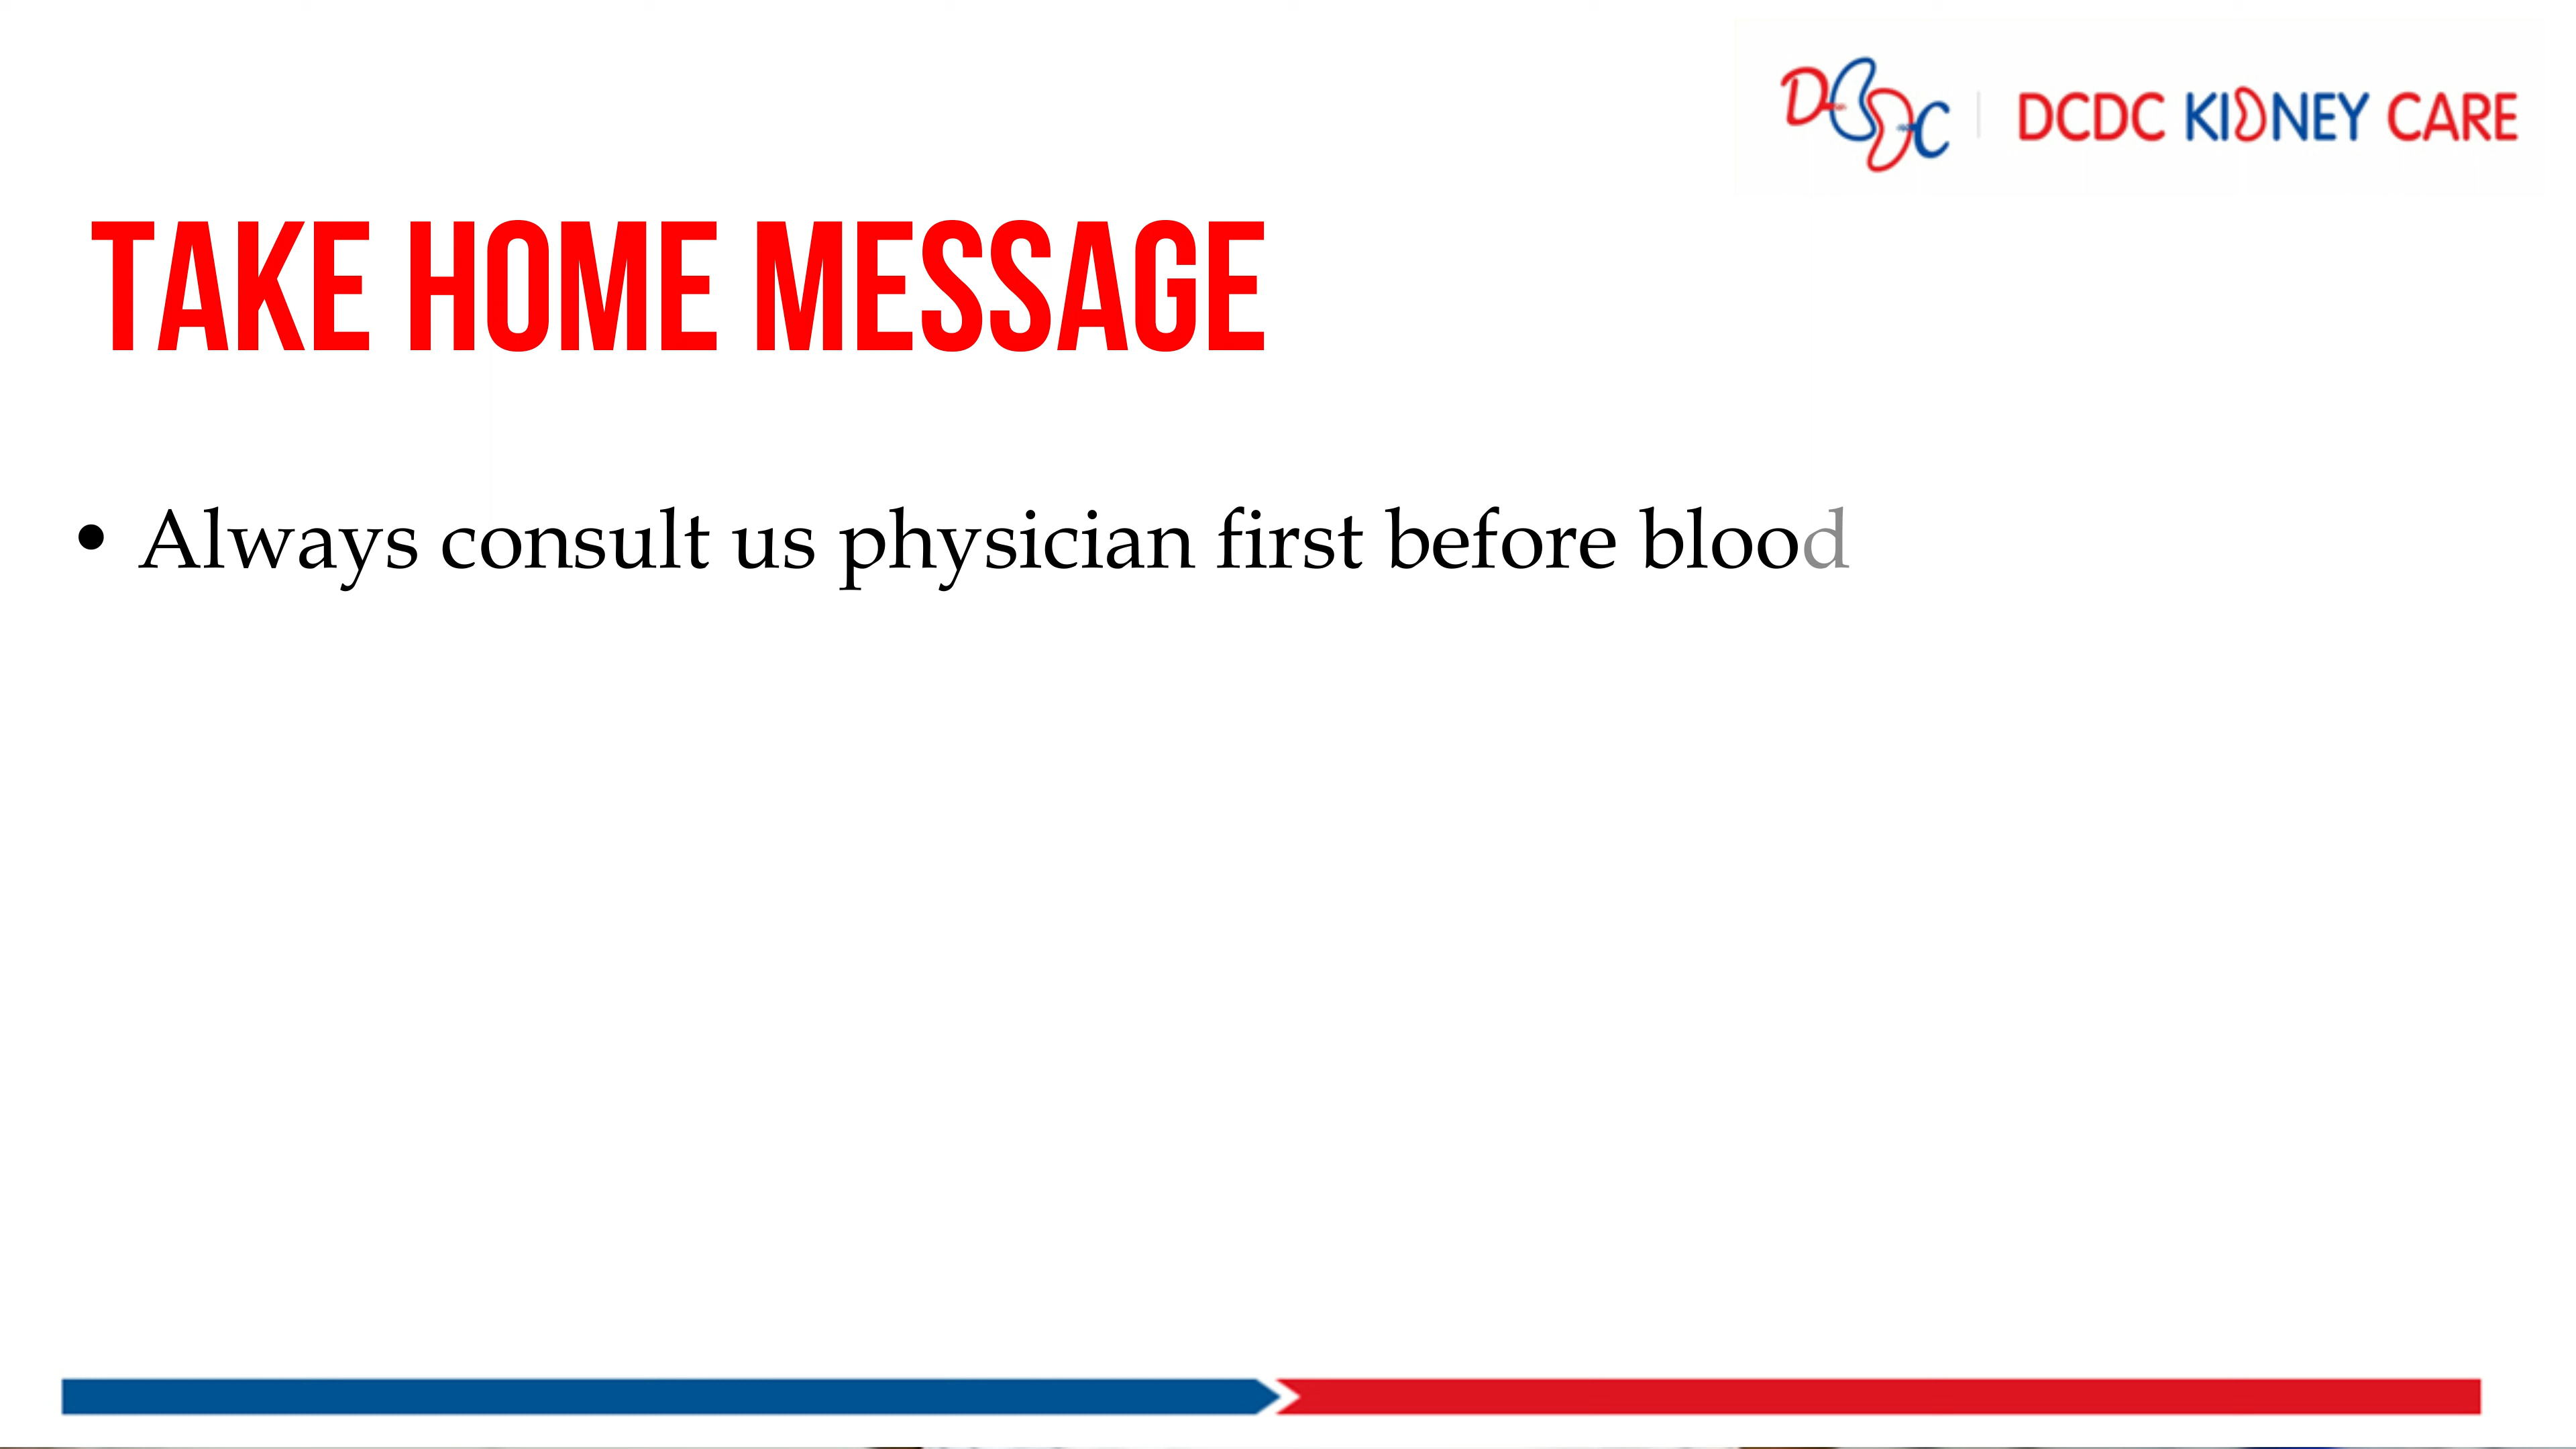 DCDC | DCDC KIDNEY CARE
TAKE HOME MESSAGE
• Always consult us physician first before blood